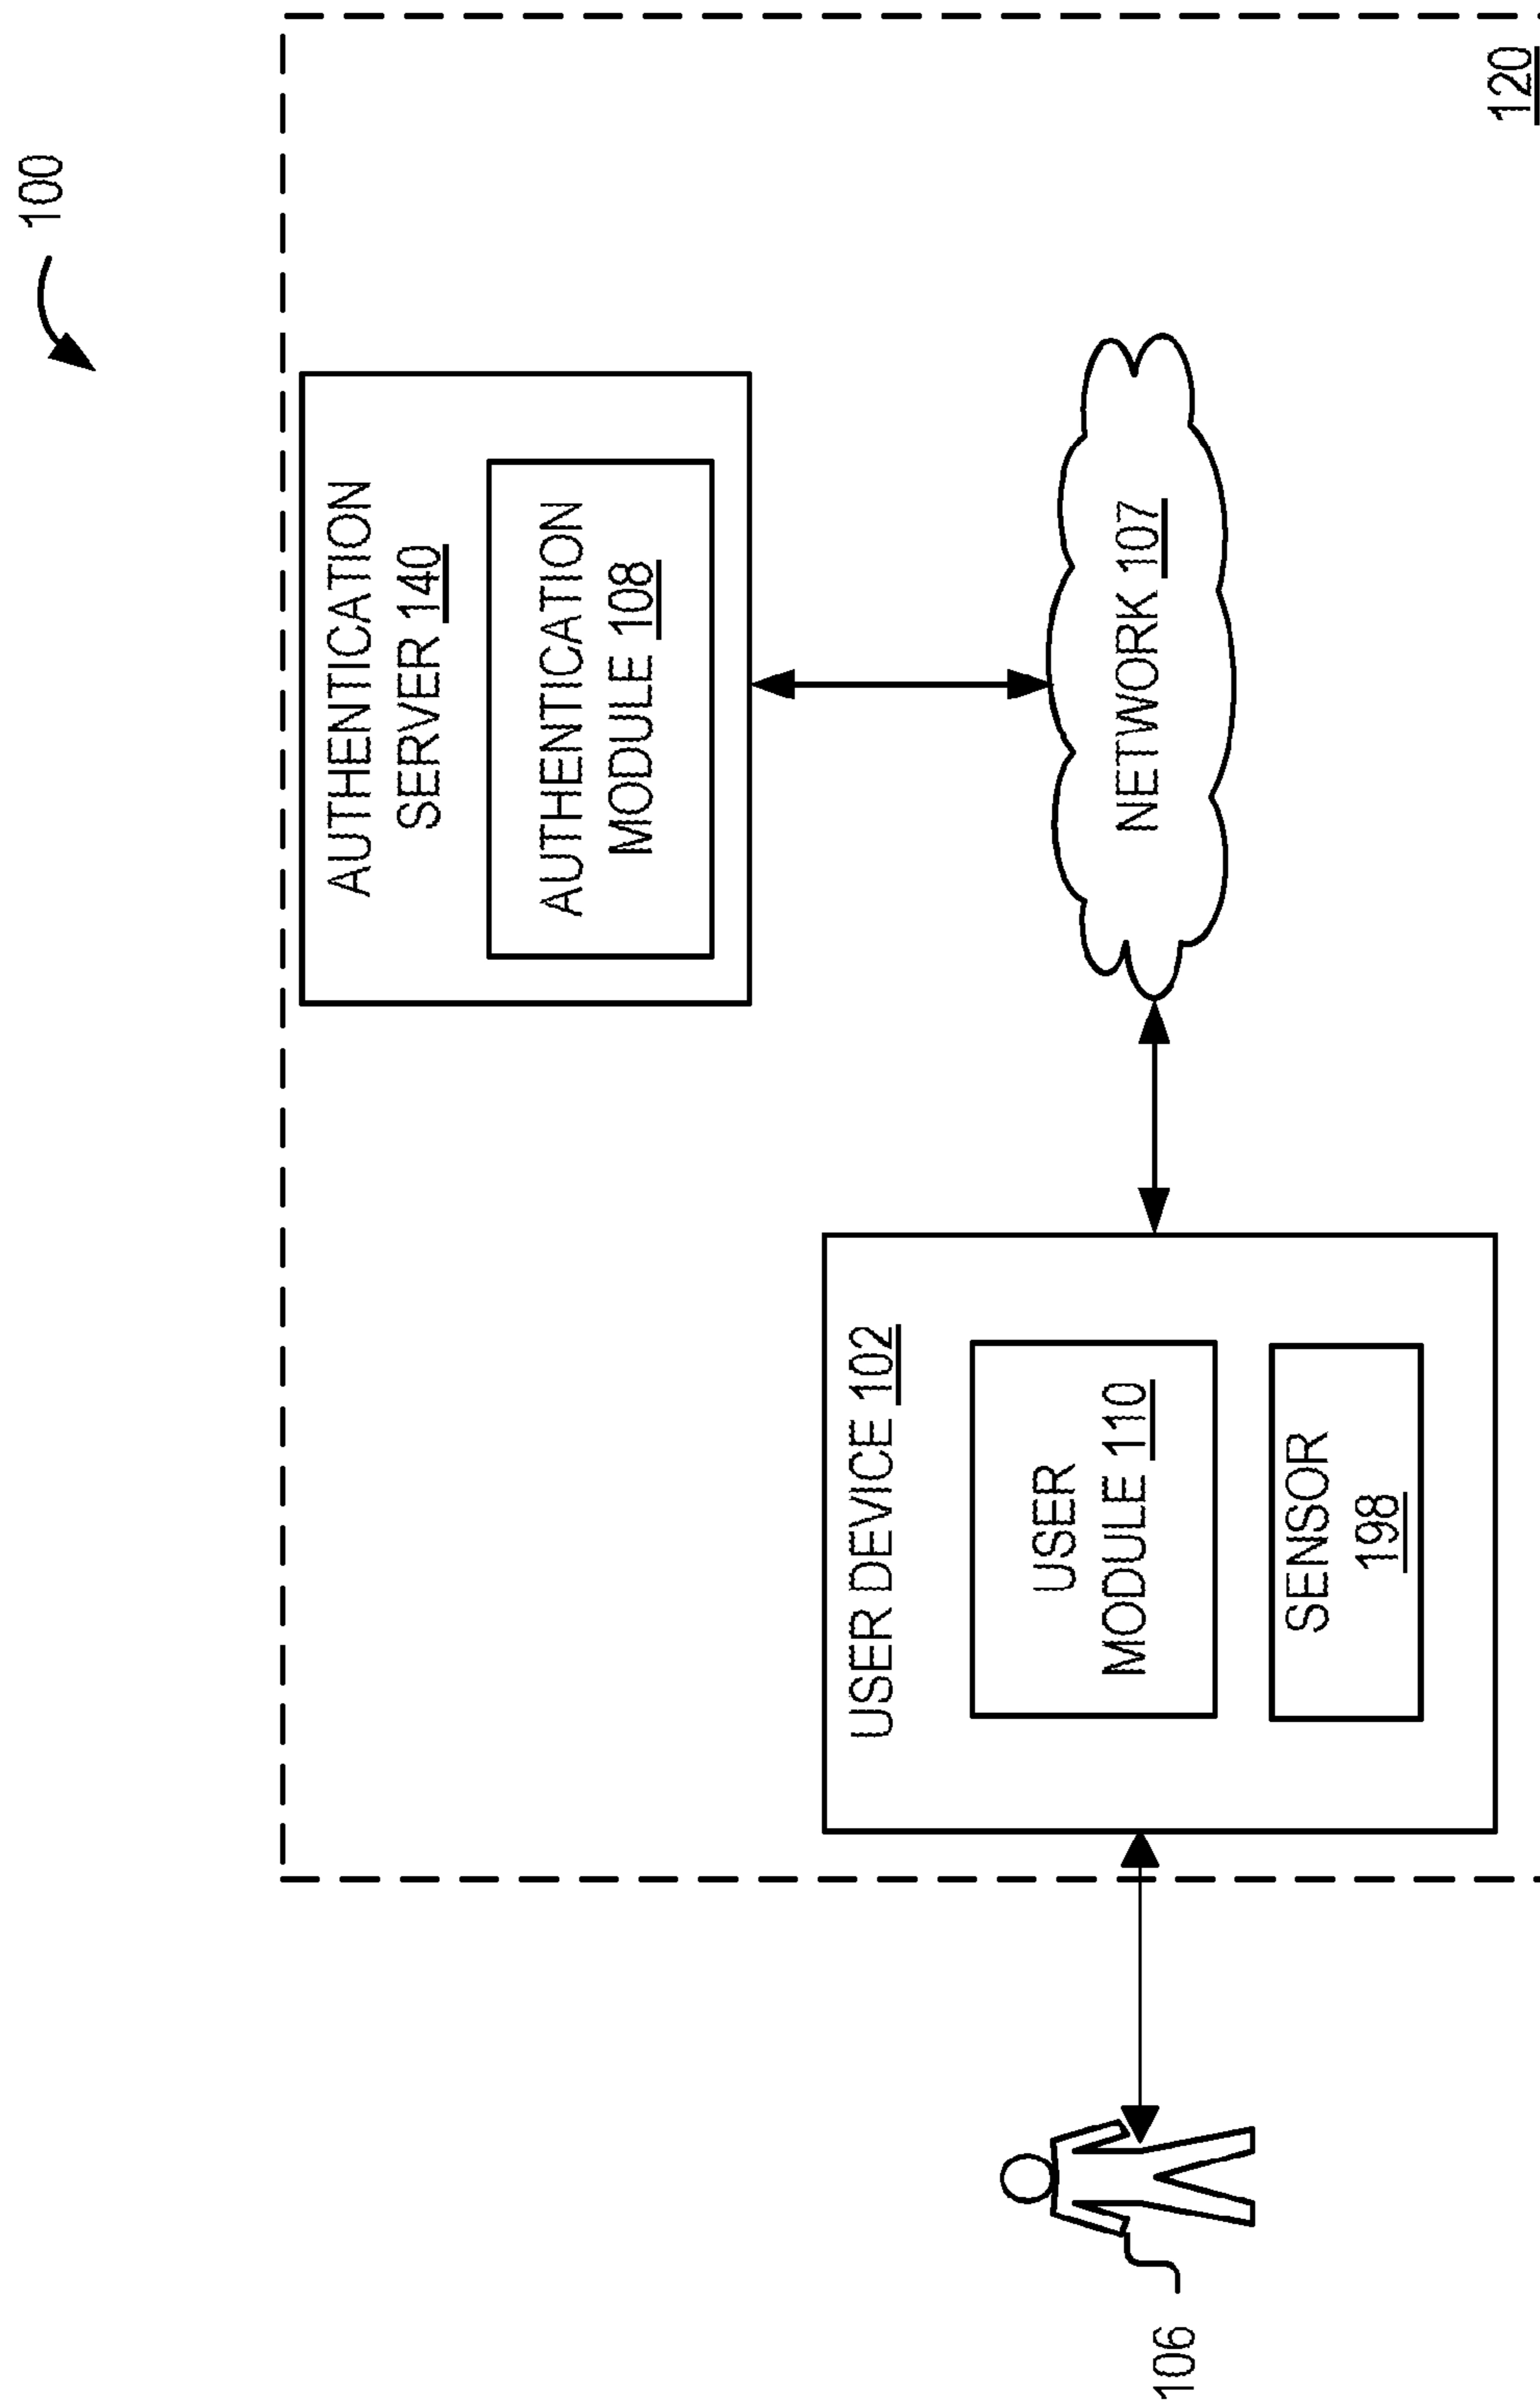 100
AUTHENTICATION
SERVER 140
AUTHENTICATION
MODULE 108
USER DEVICE 102
USER
MODULE 110
SENSOR
198
NETWORK 107
106
120